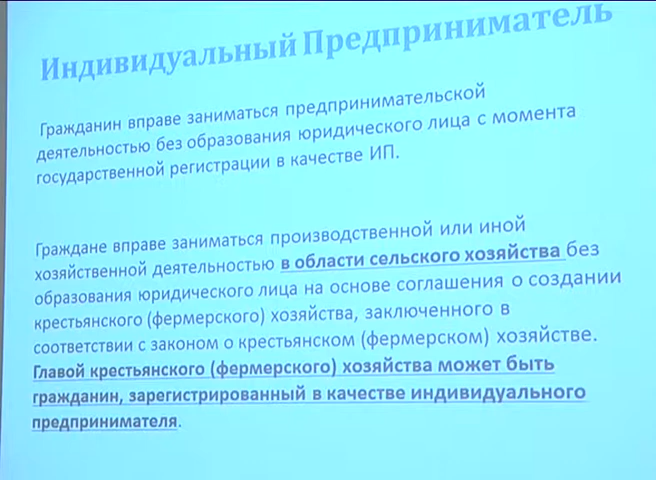 Индивидуальный Предприниматель
Гражданин вправе заниматься предпринимательской
деятельностью без образования юридического лица с момента
государственной регистрации в качестве ИП.
Граждане вправе заниматься производственной или иной
хозяйственной деятельностью в области сельского хозяйства без
образования юридического лица на основе соглашения о создании
крестьянского (фермерского) хозяйства, заключенного в
соответствии с законом о крестьянском (фермерском) хозяйстве.
Главой крестьянского (фермерского) хозяйства может быть
гражданин, зарегистрированный в качестве индивидуального
предпринимателя.